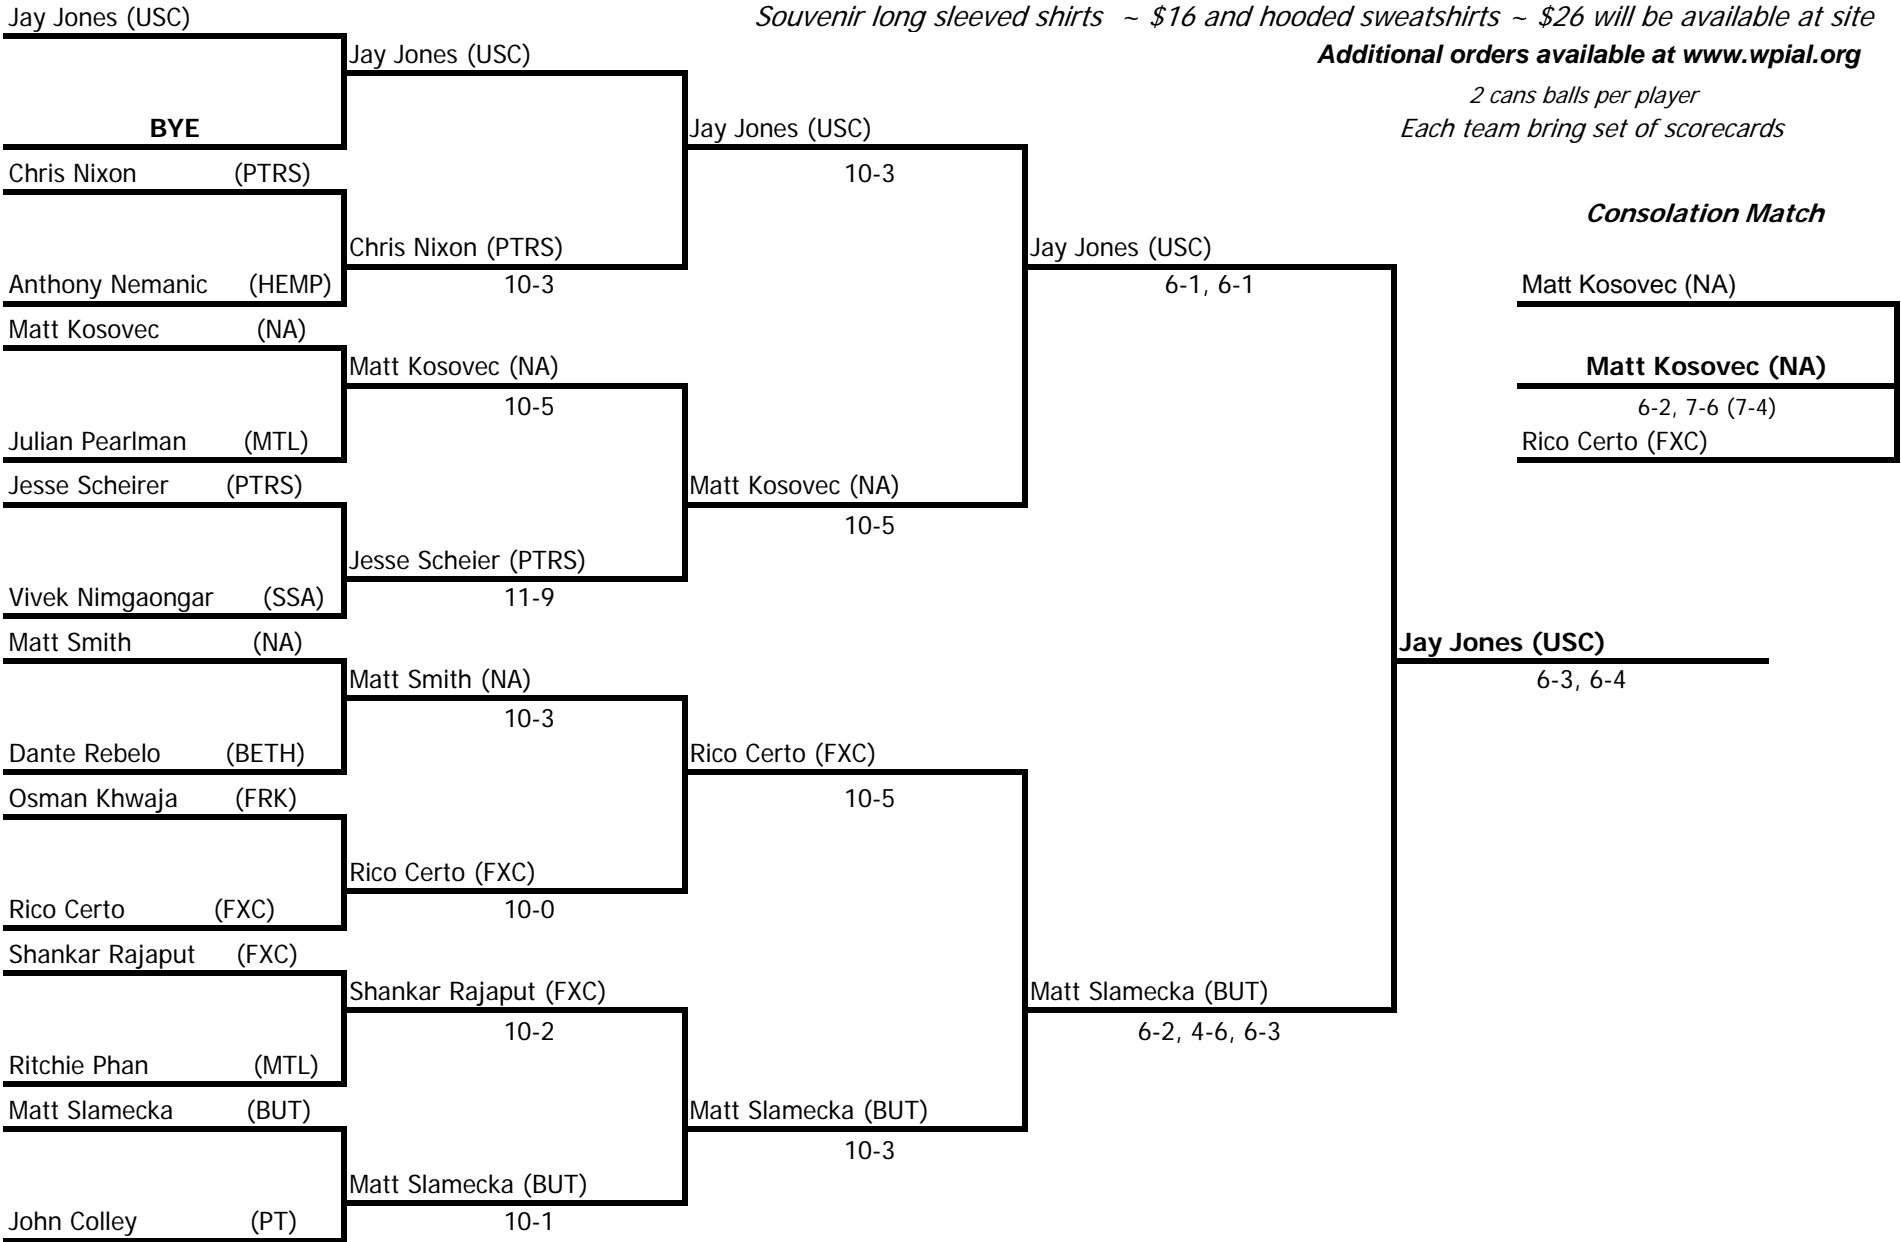 Jay Jones (USC)
Souvenir long sleeved shirts ~ $16 and hooded sweatshirts ~ $26 will be available at site
Jay Jones (USC)
Additional orders available at www.wpial.org
2 cans balls per player
BYE
Jay Jones (USC)
Each team bring set of scorecards
Chris Nixon (PTRS)
10-3
Consolation Match
Chris Nixon (PTRS)
Jay Jones (USC)
Anthony Nemanic (HEMP)
10-3
6-1, 6-1
Matt Kosovec (NA)
Matt Kosovec (NA)
Matt Kosovec (NA)
Matt Kosovec (NA)
10-5
6-2, 7-6 (7-4)
Julian Pearlman (MTL)
Rico Certo (FXC)
Jesse Scheirer (PTRS)
Matt Kosovec (NA)
10-5
Jesse Scheier (PTRS)
Vivek Nimgaongar (SSA)
11-9
Matt Smith (NA)
Jay Jones (USC)
Matt Smith (NA)
6-3, 6-4
10-3
Dante Rebelo (BETH)
Rico Certo (FXC)
Osman Khwaja (FRK)
10-5
Rico Certo (FXC)
Rico Certo (FXC)
10-0
Shankar Rajaput (FXC)
Shankar Rajaput (FXC)
Matt Slamecka (BUT)
10-2
6-2, 4-6, 6-3
Ritchie Phan (MTL)
Matt Slamecka (BUT)
Matt Slamecka (BUT)
10-3
Matt Slamecka (BUT)
John Colley (PT)
10-1